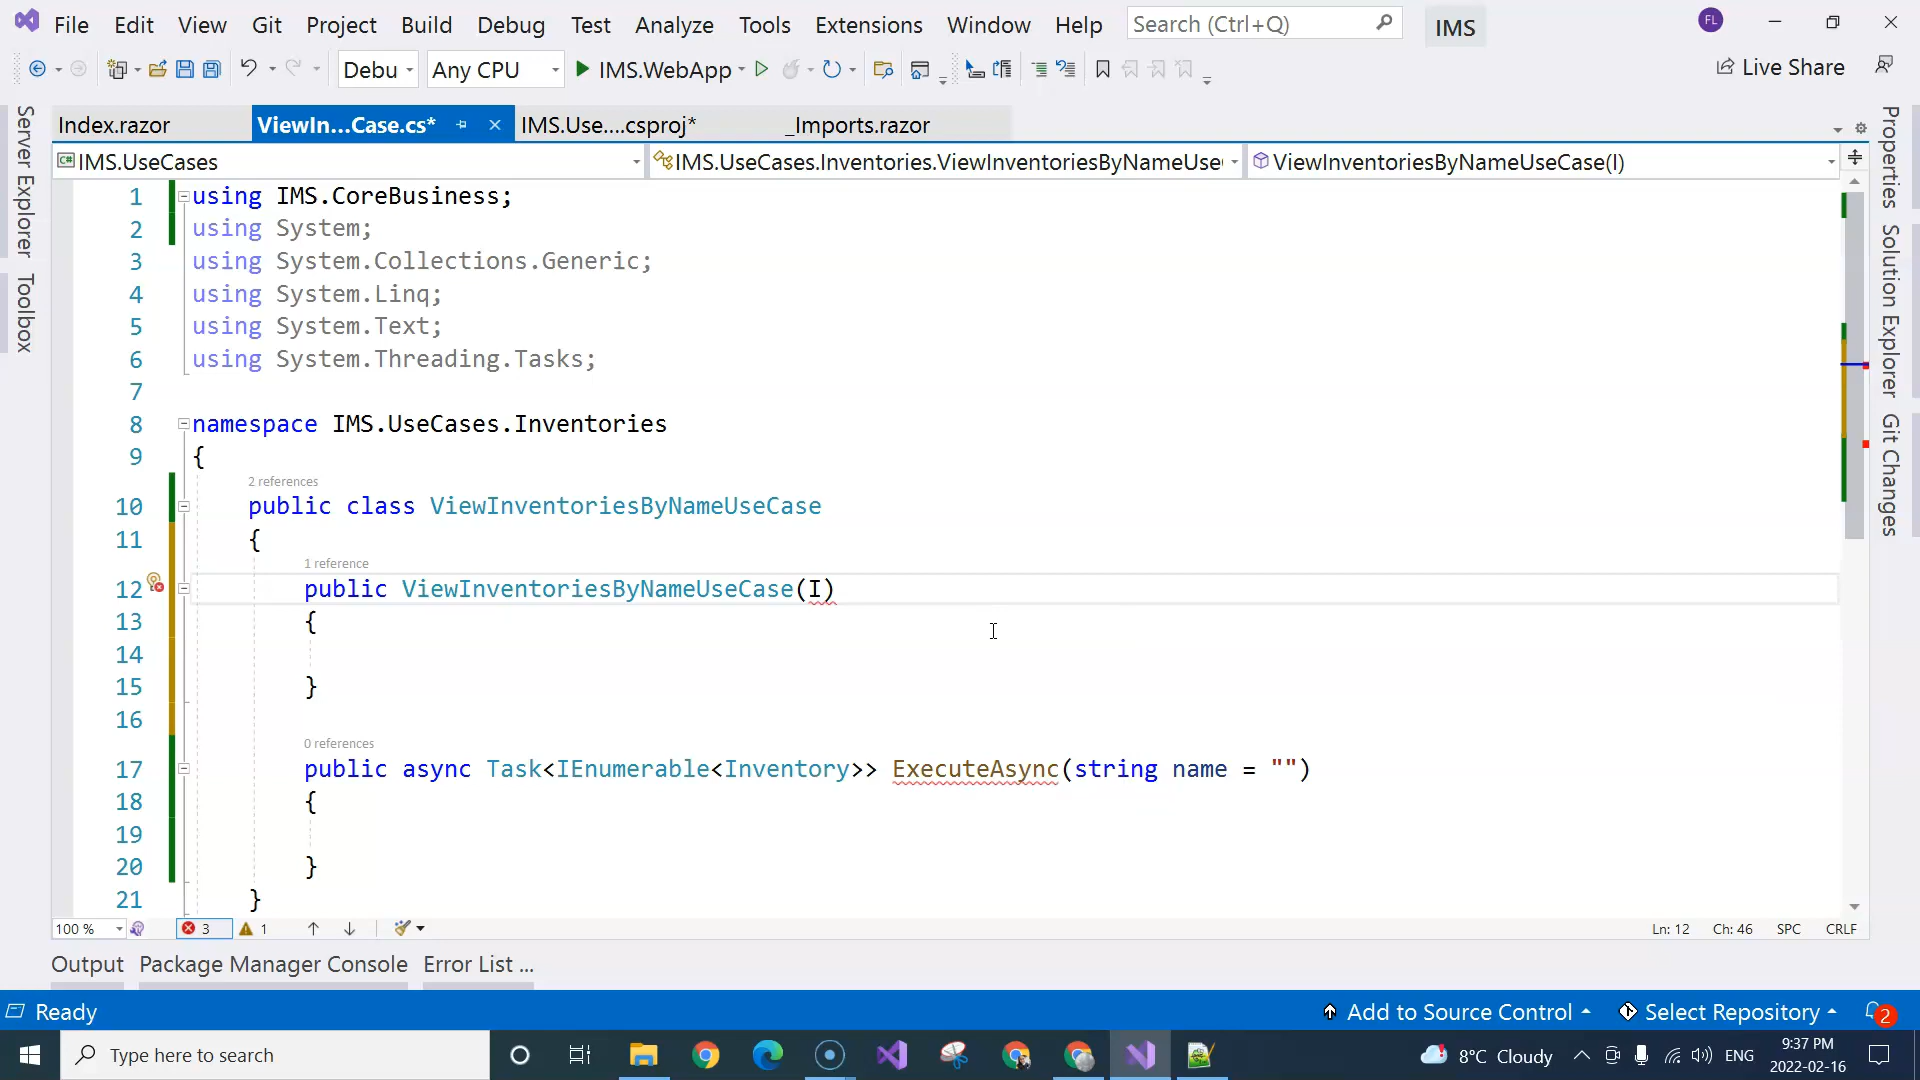 File Edit View Git Project Build Debug Test Analyze Tools Extensions Window Help Search (Ctrl+Q) IMS FL
Debu Any CPU IMS.WebApp Live Share
Index.razor ViewIn...Case.cs* IMS.Use....csproj* _Imports.razor
IMS.UseCases IMS.UseCases.Inventories.ViewInventoriesByNameUse ViewInventoriesByNameUseCase(I)
Server Explorer
Toolbox
1 using IMS.CoreBusiness;
2 using System;
3 using System.Collections.Generic;
4 using System.Linq;
5 using System.Text;
6 using System.Threading.Tasks;
7
8 namespace IMS.UseCases.Inventories
9 {
2 references
10 public class ViewInventoriesByNameUseCase
11 {
1 reference
12 public ViewInventoriesByNameUseCase(I)
13 {
14
15 }
16
0 references
17 public async Task<IEnumerable<Inventory>> ExecuteAsync(string name = "")
18 {
19
20 }
21 }
Properties
Solution Explorer
Git Changes
100 % 3 1 Ln: 12 Ch: 46 SPC CRLF
Output Package Manager Console Error List ...
Ready Add to Source Control Select Repository 2
Type here to search 8°C Cloudy ENG 9:37 PM
2022-02-16